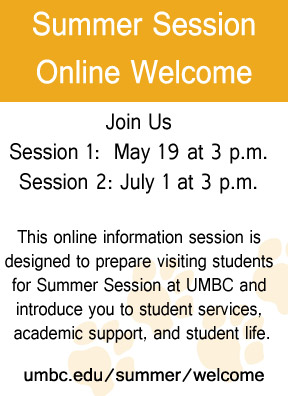 Summer Session
Online Welcome
Join Us
Session 1:  May 19 at 3 p.m.
Session 2: July 1 at 3 p.m.
This online information session is
designed to prepare visiting students
for Summer Session at UMBC and
introduce you to student services,
academic support, and student life.
umbc.edu/summer/welcome